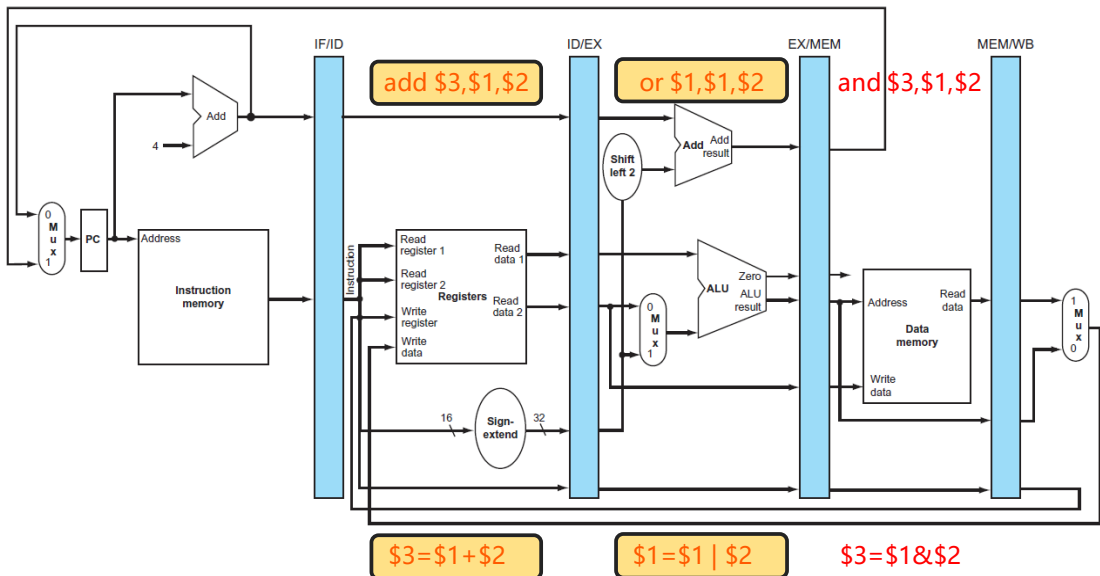 IF/ID
ID/EX
EX/MEM
MEM/WB
add $3,$1,$2
or $1,$1,$2
and $3,$1,$2
Add
4
Add
Add
result
Shift
left 2
0
M
u
x
1
PC
Address
Instruction
memory
Instruction
Read
register 1
Read
register 2
Registers
Write
register
Write
data
Read
data 1
Read
data 2
0
M
u
x
1
Zero
ALU
ALU
result
Address
Read
data
Data
memory
Write
data
1
M
u
x
0
16
Sign-
extend
32
$3=$1+$2
$1=$1 | $2
$3=$1&$2